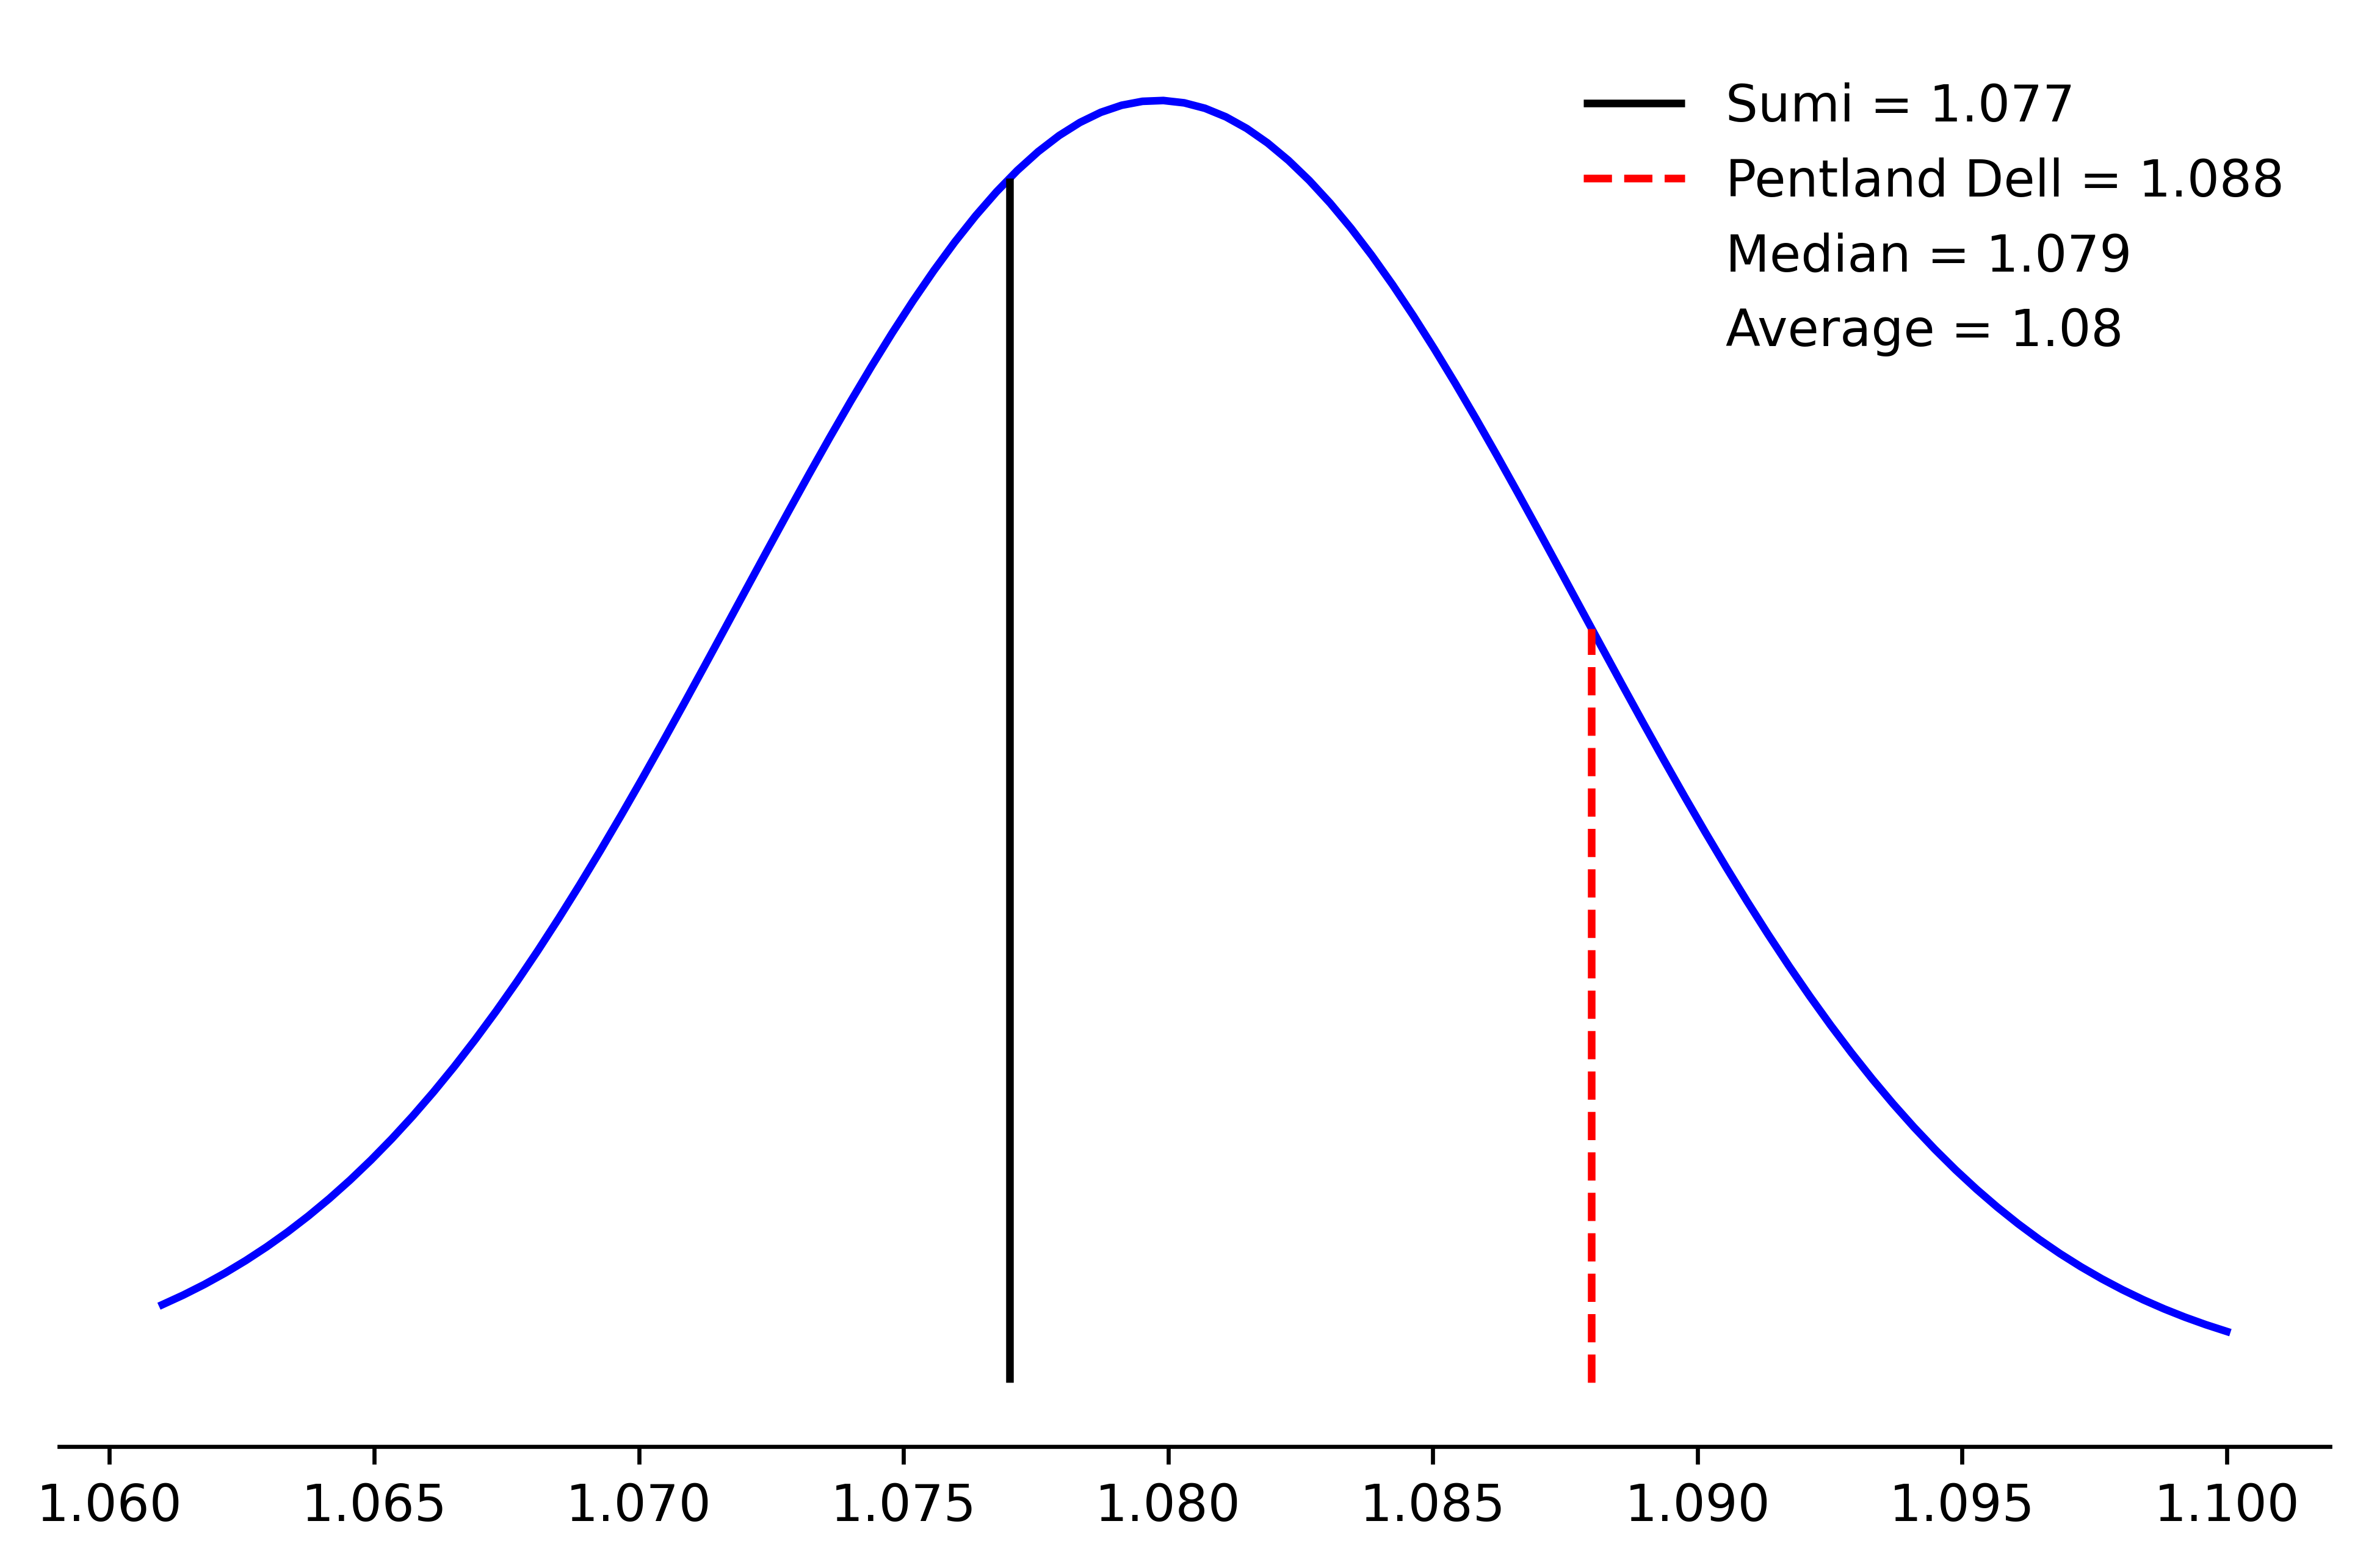 Sumi = 1.077
Pentland Dell = 1.088
Median = 1.079
Average = 1.08
1.060 1.065 1.070 1.075 1.080 1.085 1.090 1.095 1.100